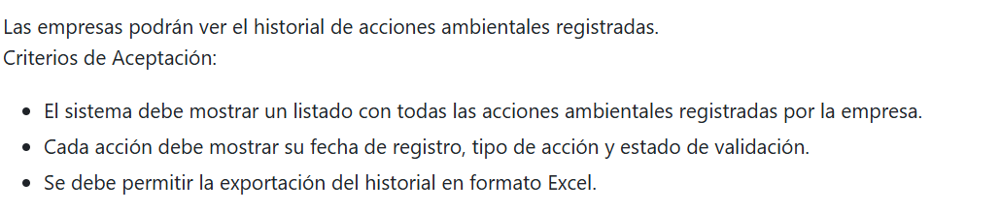 Las empresas podrán ver el historial de acciones ambientales registradas.
Criterios de Aceptación:
• El sistema debe mostrar un listado con todas las acciones ambientales registradas por la empresa.
• Cada acción debe mostrar su fecha de registro, tipo de acción y estado de validación.
• Se debe permitir la exportación del historial en formato Excel.